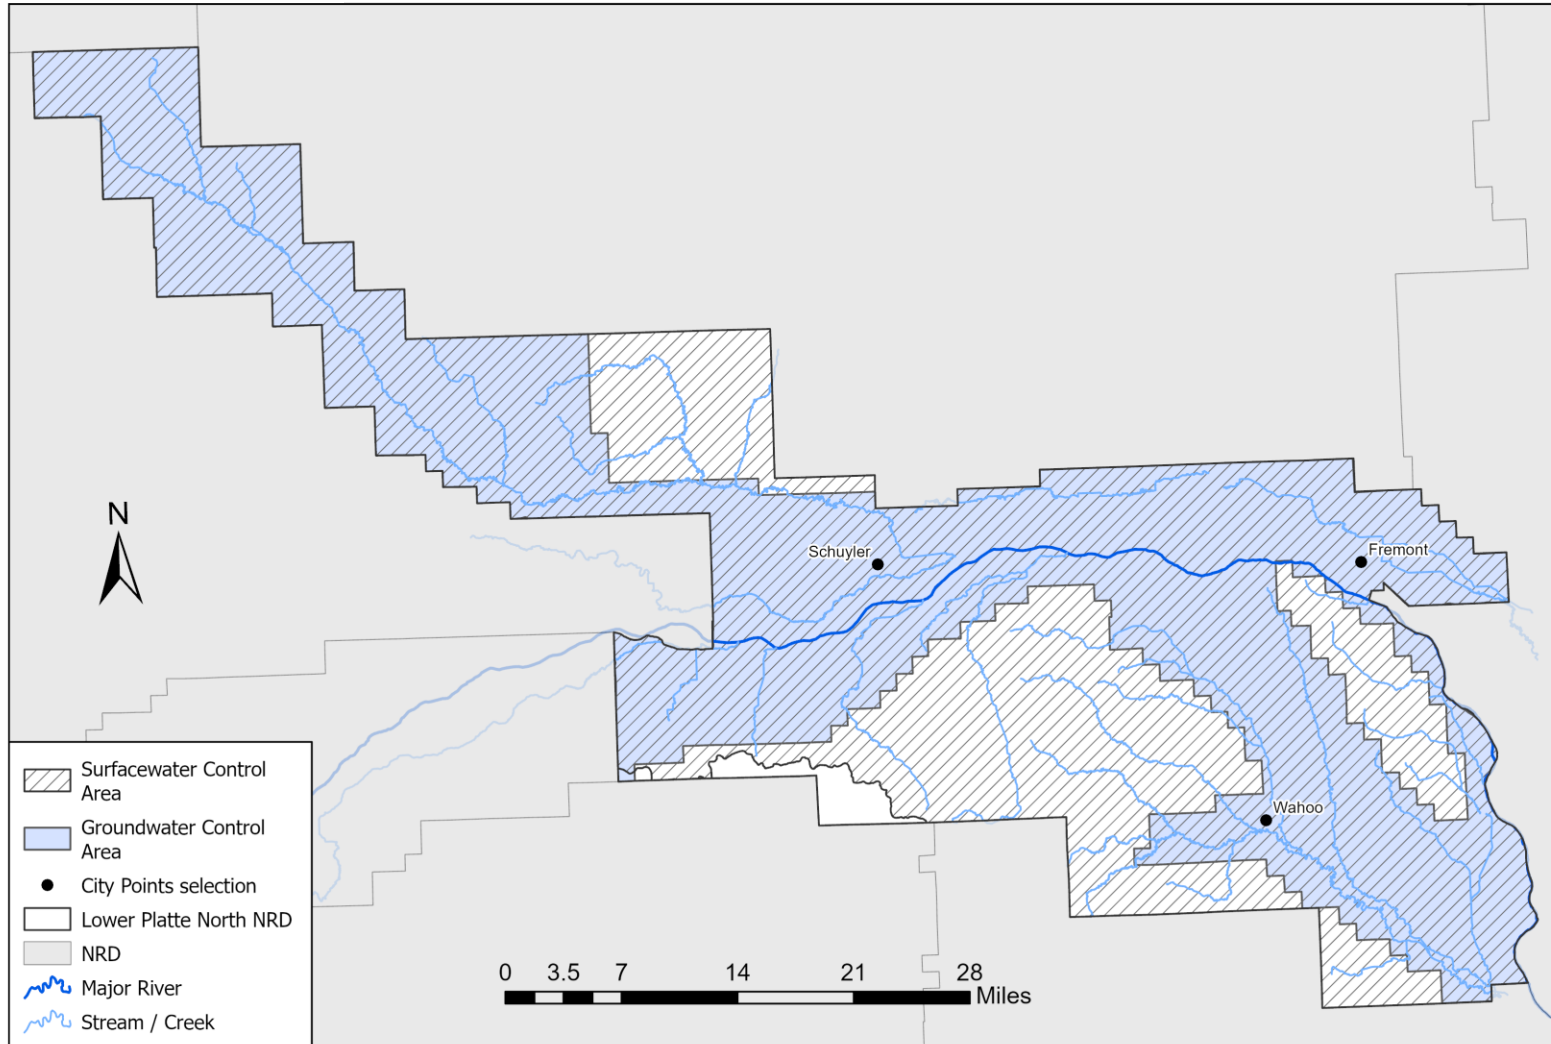 N
Schuyler
Fremont
Wahoo
Surfacewater Control
Area
Groundwater Control
Area
City Points selection
Lower Platte North NRD
NRD
Major River
Stream / Creek
0 3.5 7 14 21 28
Miles